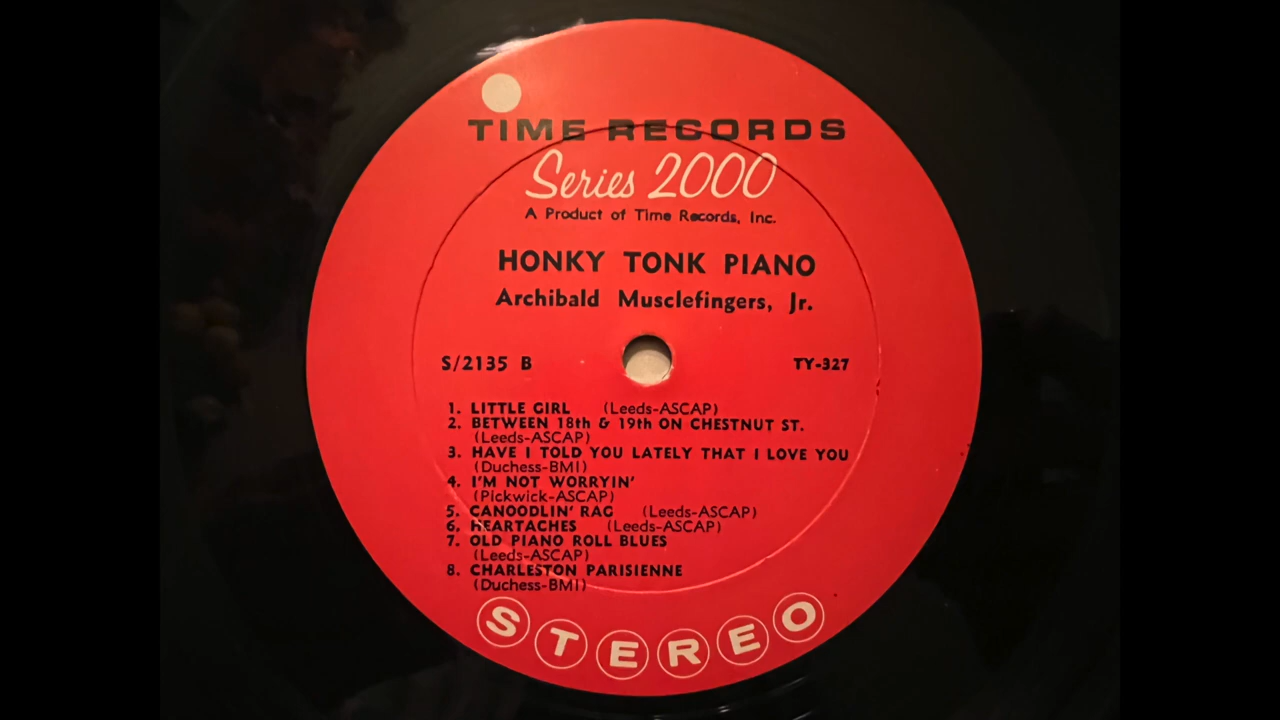 TIME RECORDS
Series 2000
A Product of Time Records, Inc.
HONKY TONK PIANO
Archibald Musclefingers, Jr.
S/2135 B TY-327
1. LITTLE GIRL (Leeds-ASCAP)
2. BETWEEN 18th & 19th ON CHESTNUT ST.
(Leeds-ASCAP)
3. HAVE I TOLD YOU LATELY THAT I LOVE YOU
(Duchess-BMI)
4. I'M NOT WORRYIN'
(Pickwick-ASCAP)
5. CANOODLIN' RAG (Leeds-ASCAP)
6. HEARTACHES (Leeds-ASCAP)
7. OLD PIANO ROLL BLUES
(Leeds-ASCAP)
8. CHARLESTON PARISIENNE
(Duchess-BMI)
STEREO